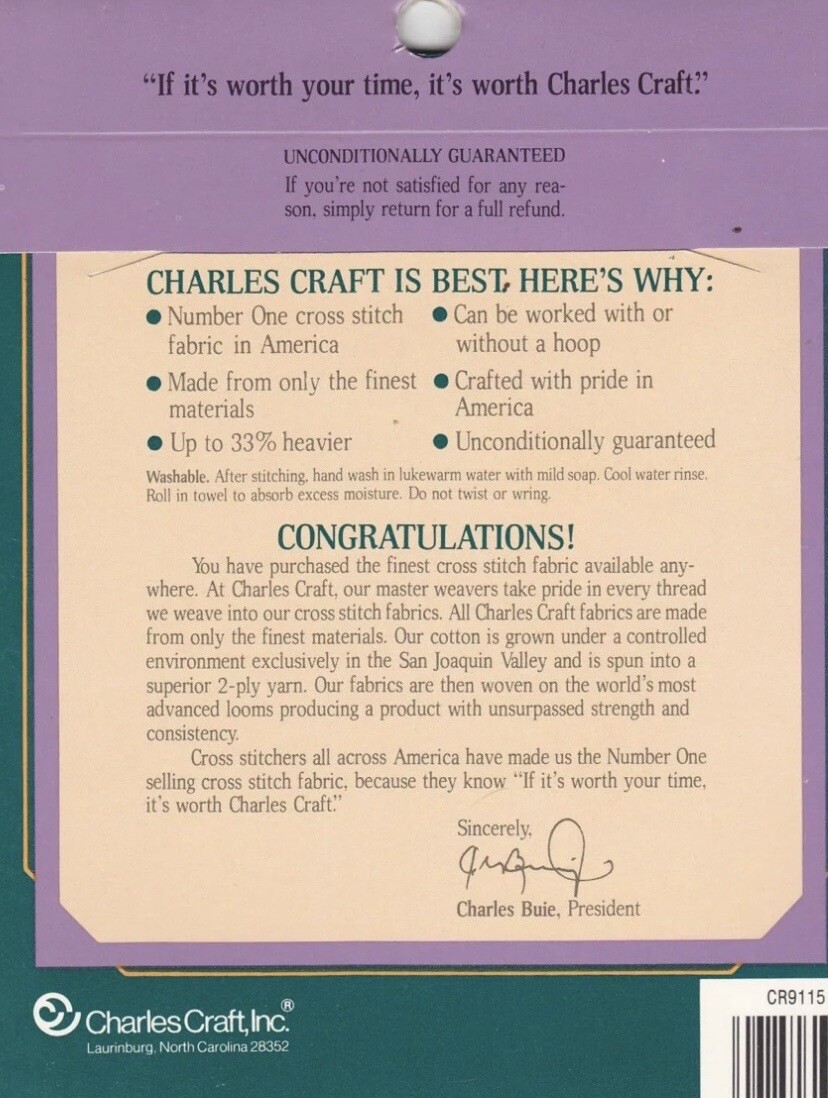 “If it’s worth your time, it’s worth Charles Craft.”
UNCONDITIONALLY GUARANTEED
If you’re not satisfied for any rea-
son, simply return for a full refund.
CHARLES CRAFT IS BEST, HERE’S WHY:
● Number One cross stitch
fabric in America
● Made from only the finest
materials
● Up to 33% heavier
● Can be worked with or
without a hoop
● Crafted with pride in
America
● Unconditionally guaranteed
Washable. After stitching, hand wash in lukewarm water with mild soap. Cool water rinse.
Roll in towel to absorb excess moisture. Do not twist or wring.
CONGRATULATIONS!
You have purchased the finest cross stitch fabric available any-
where. At Charles Craft, our master weavers take pride in every thread
we weave into our cross stitch fabrics. All Charles Craft fabrics are made
from only the finest materials. Our cotton is grown under a controlled
environment exclusively in the San Joaquin Valley and is spun into a
superior 2-ply yarn. Our fabrics are then woven on the world’s most
advanced looms producing a product with unsurpassed strength and
consistency.
Cross stitchers all across America have made us the Number One
selling cross stitch fabric, because they know “If it’s worth your time,
it’s worth Charles Craft.”
Sincerely,
Charles Buie, President
Charles Craft, Inc.®
Laurinburg, North Carolina 28352
CR9115